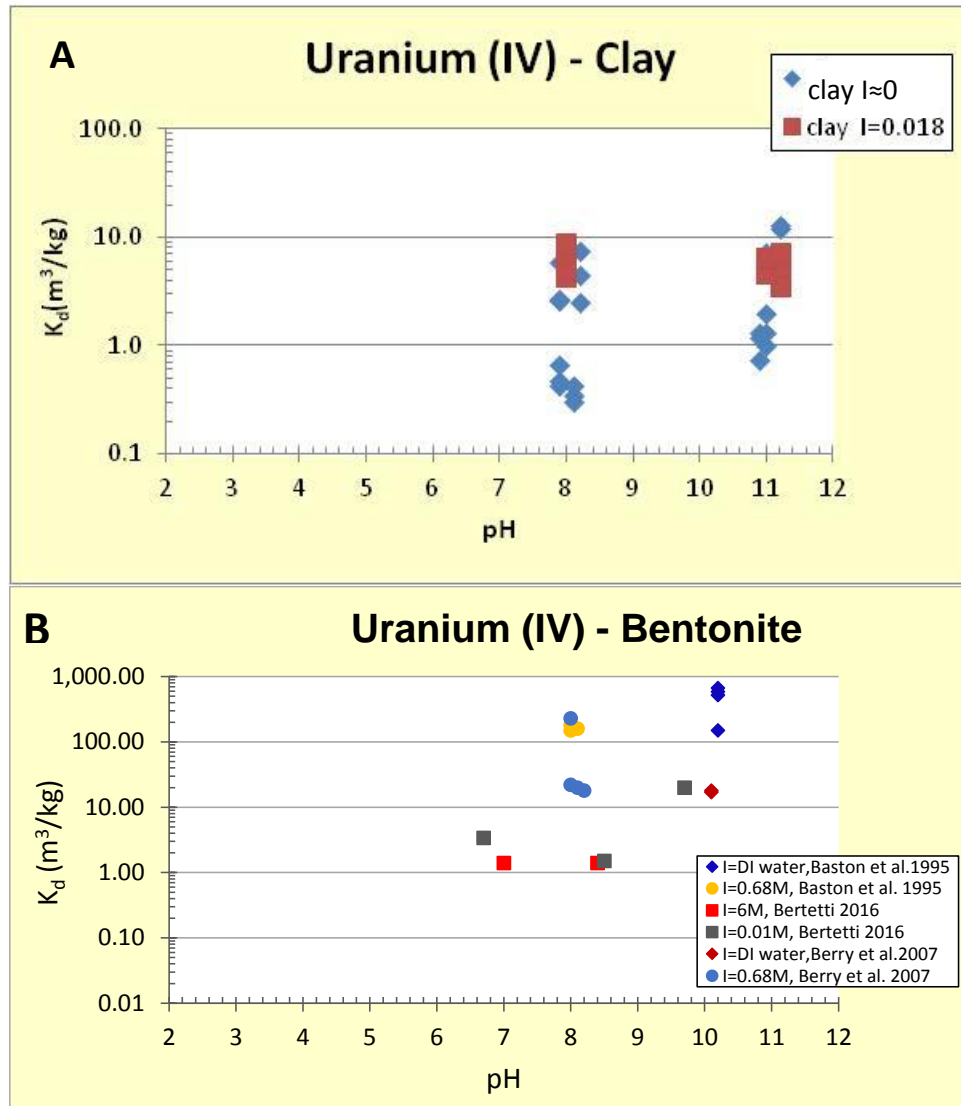 A
Uranium (IV) - Clay
clay I≈0
clay I=0.018
100.0
10.0
1.0
0.1
Kd(m³/kg)
2 3 4 5 6 7 8 9 10 11 12
pH
B
Uranium (IV) - Bentonite
1,000.00
100.00
10.00
1.00
0.10
0.01
Kd (m³/kg)
I=DI water,Baston et al.1995
I=0.68M, Baston et al. 1995
I=6M, Bertetti 2016
I=0.01M, Bertetti 2016
I=DI water,Berry et al.2007
I=0.68M, Berry et al. 2007
2 3 4 5 6 7 8 9 10 11 12
pH